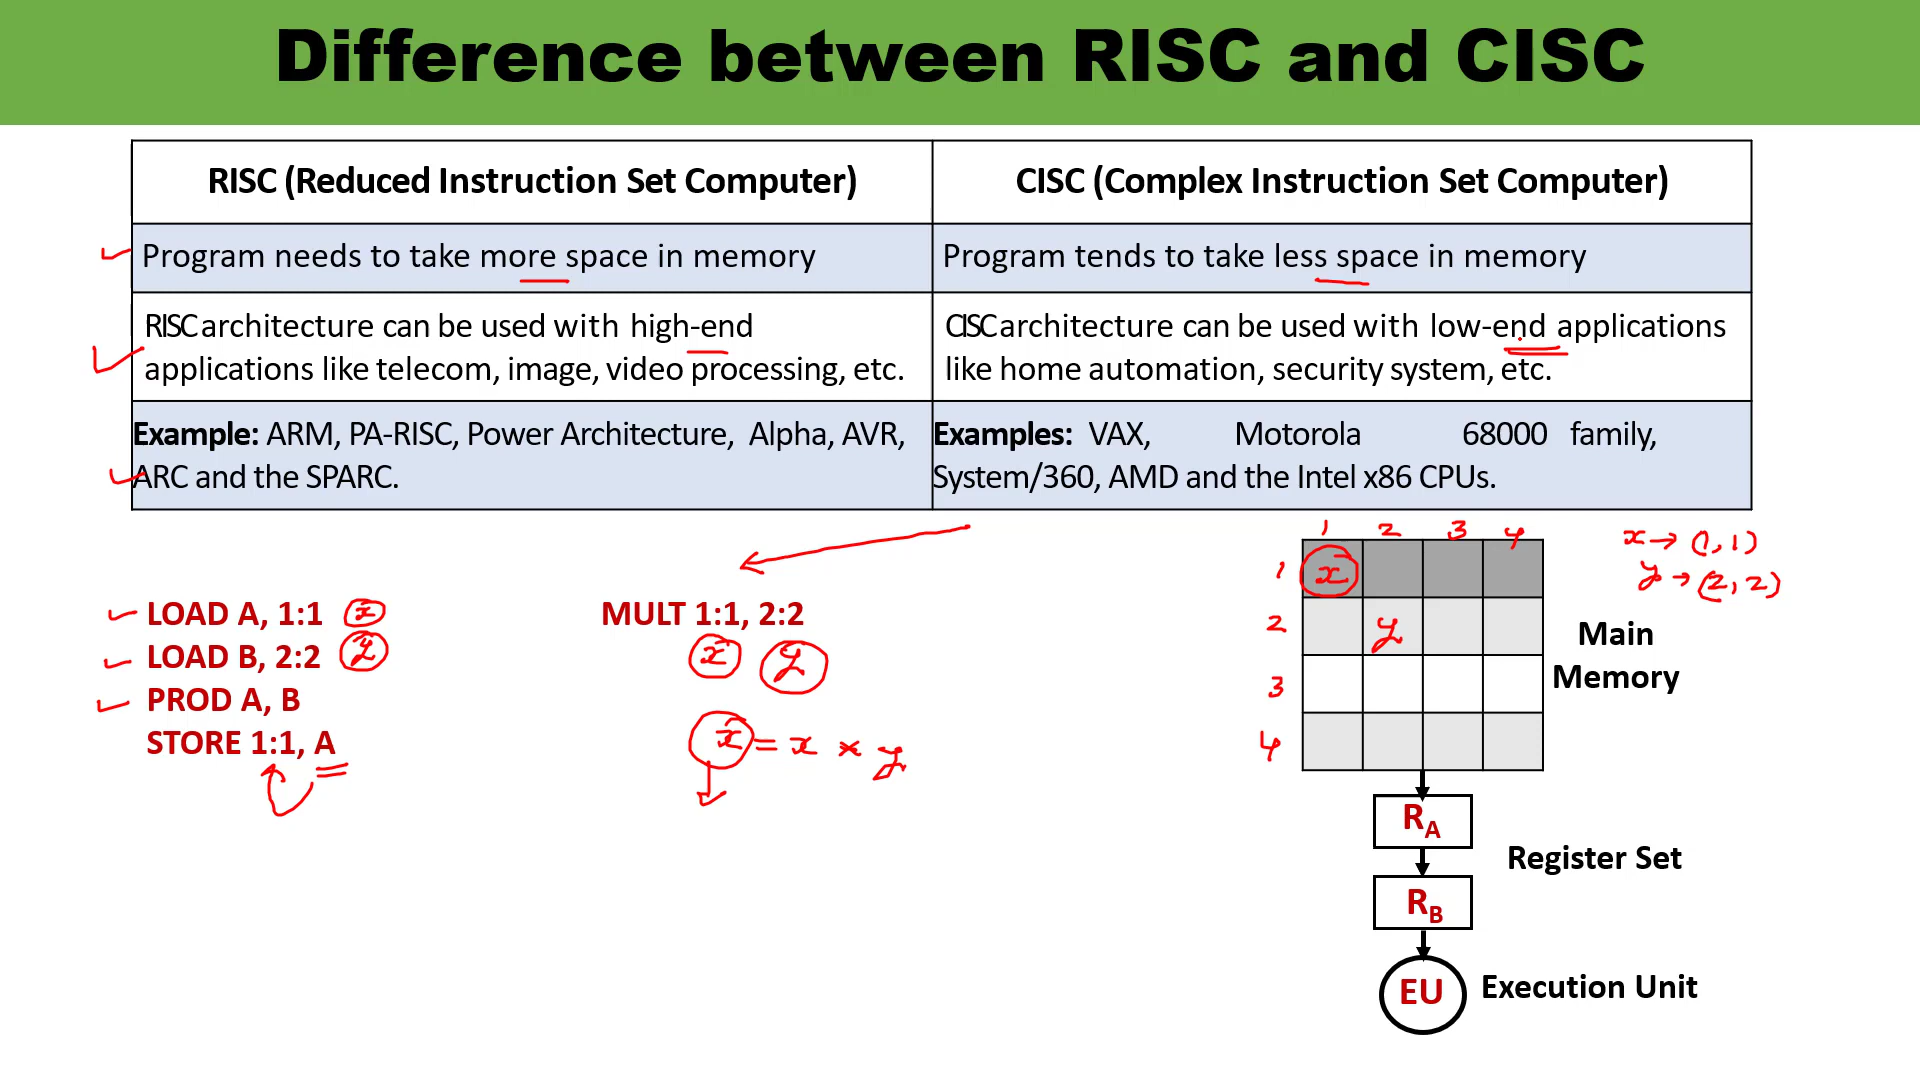 Difference between RISC and CISC
RISC (Reduced Instruction Set Computer)
CISC (Complex Instruction Set Computer)
Program needs to take more space in memory
Program tends to take less space in memory
RISC architecture can be used with high-end
applications like telecom, image, video processing, etc.
CISC architecture can be used with low-end applications
like home automation, security system, etc.
Example: ARM, PA-RISC, Power Architecture, Alpha, AVR,
ARC and the SPARC.
Examples: VAX, Motorola 68000 family,
System/360, AMD and the Intel x86 CPUs.
LOAD A, 1:1 x
LOAD B, 2:2 y
PROD A, B
STORE 1:1, A
MULT 1:1, 2:2
x y
x = x * y
1 2 3 4
1 x
2 y
3
4
x → (1,1)
y → (2,2)
Main
Memory
RA
Register Set
RB
EU
Execution Unit